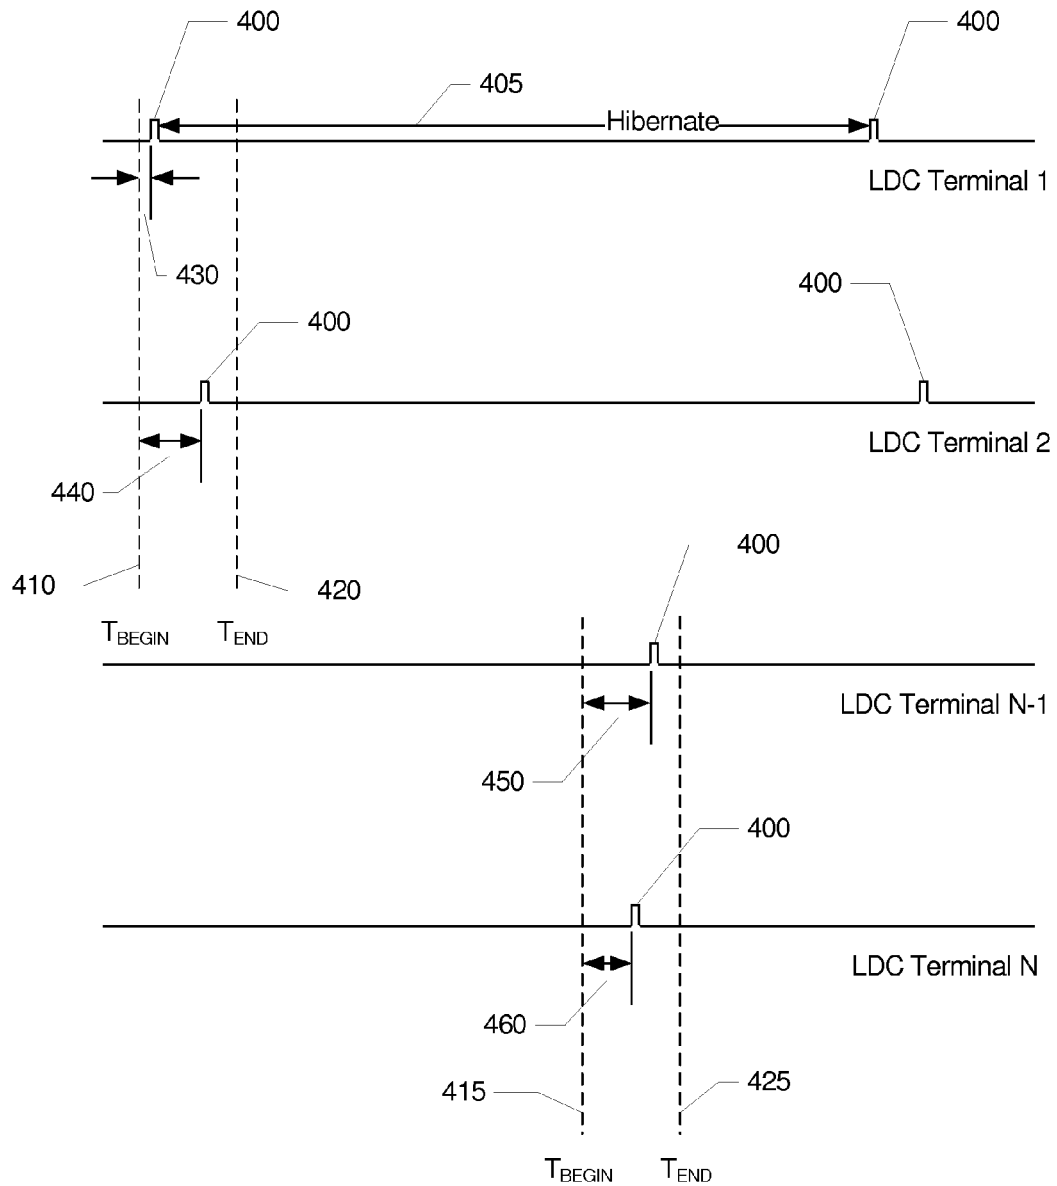 400
400
405
Hibernate
LDC Terminal 1
430
400
400
LDC Terminal 2
440
410
420
400
TBEGIN
TEND
LDC Terminal N-1
450
400
LDC Terminal N
460
415
425
TBEGIN
TEND